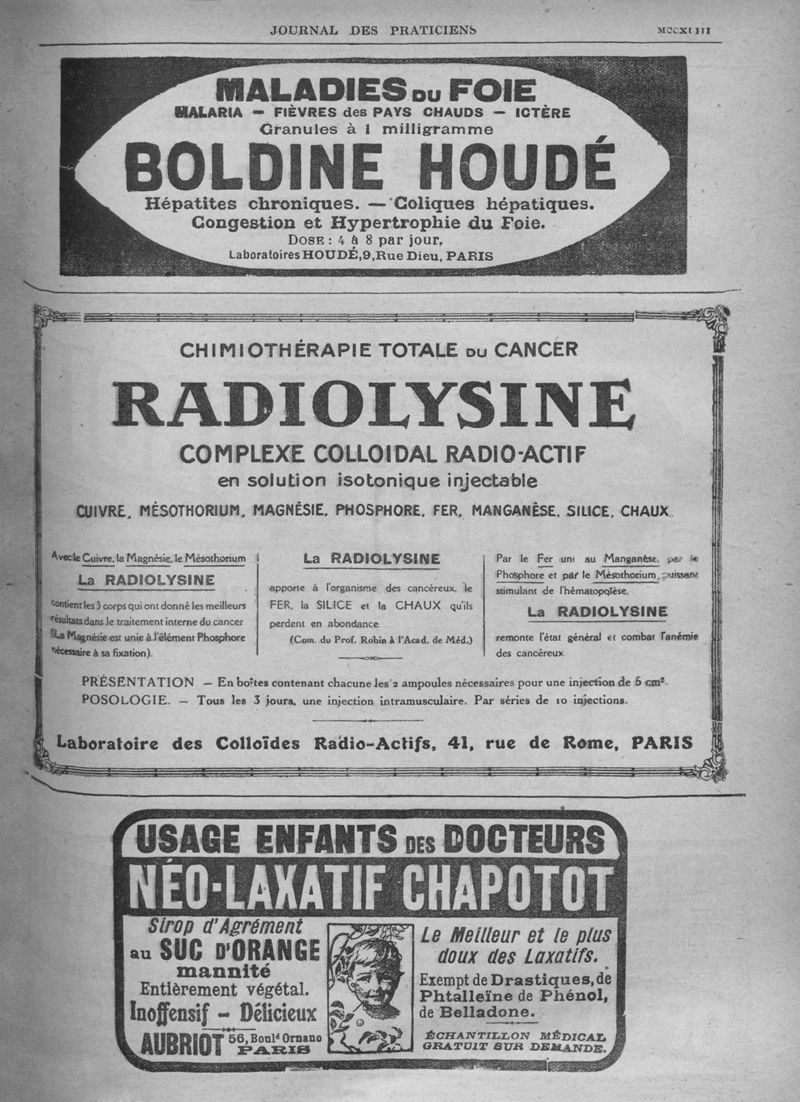 JOURNAL DES PRATICIENS
MALADIES DU FOIE
MALARIA — FIÈVRES des PAYS CHAUDS — ICTÈRE
Granules à 1 milligramme
BOLDINE HOUDÉ
Hépatites chroniques. — Coliques hépatiques.
Congestion et Hypertrophie du Foie.
DOSE : 4 à 8 par jour,
Laboratoires HOUDÉ, 9, Rue Dieu, PARIS
CHIMIOTHÉRAPIE TOTALE DU CANCER
RADIOLYSINE
COMPLEXE COLLOIDAL RADIO-ACTIF
en solution isotonique injectable
CUIVRE, MÉSOTHORIUM, MAGNÉSIE, PHOSPHORE, FER, MANGANÈSE, SILICE, CHAUX
Avec le Cuivre, la Magnésie, le Mésothorium
La RADIOLYSINE
contient les 3 corps qui ont donné les meilleurs
résultats dans le traitement interne du cancer
(La Magnésie est unie à l'élément Phosphore
nécessaire à sa fixation).
La RADIOLYSINE
apporte à l'organisme des cancéreux, le
FER, la SILICE et la CHAUX qu'ils
perdent en abondance
(Com. du Prof. Robin à l'Acad. de Méd.)
Par le Fer uni au Manganèse, par le
Phosphore et par le Mésothorium, puissant
stimulant de l'hématopoïèse,
La RADIOLYSINE
remonte l'état général et combat l'anémie
des cancéreux
PRÉSENTATION — En boîtes contenant chacune les 2 ampoules nécessaires pour une injection de 5 cm³.
POSOLOGIE. — Tous les 3 jours, une injection intramusculaire. Par séries de 10 injections.
Laboratoire des Colloïdes Radio-Actifs, 41, rue de Rome, PARIS
USAGE ENFANTS DES DOCTEURS
NÉO-LAXATIF CHAPOTOT
Sirop d'Agrément
au SUC D'ORANGE
mannité
Entièrement végétal.
Inoffensif — Délicieux
AUBRIOT 56, Boulᵈ Ornano
PARIS
Le Meilleur et le plus
doux des Laxatifs.
Exempt de Drastiques, de
Phtalleïne de Phénol,
de Belladone.
ÉCHANTILLON MÉDICAL
GRATUIT SUR DEMANDE.